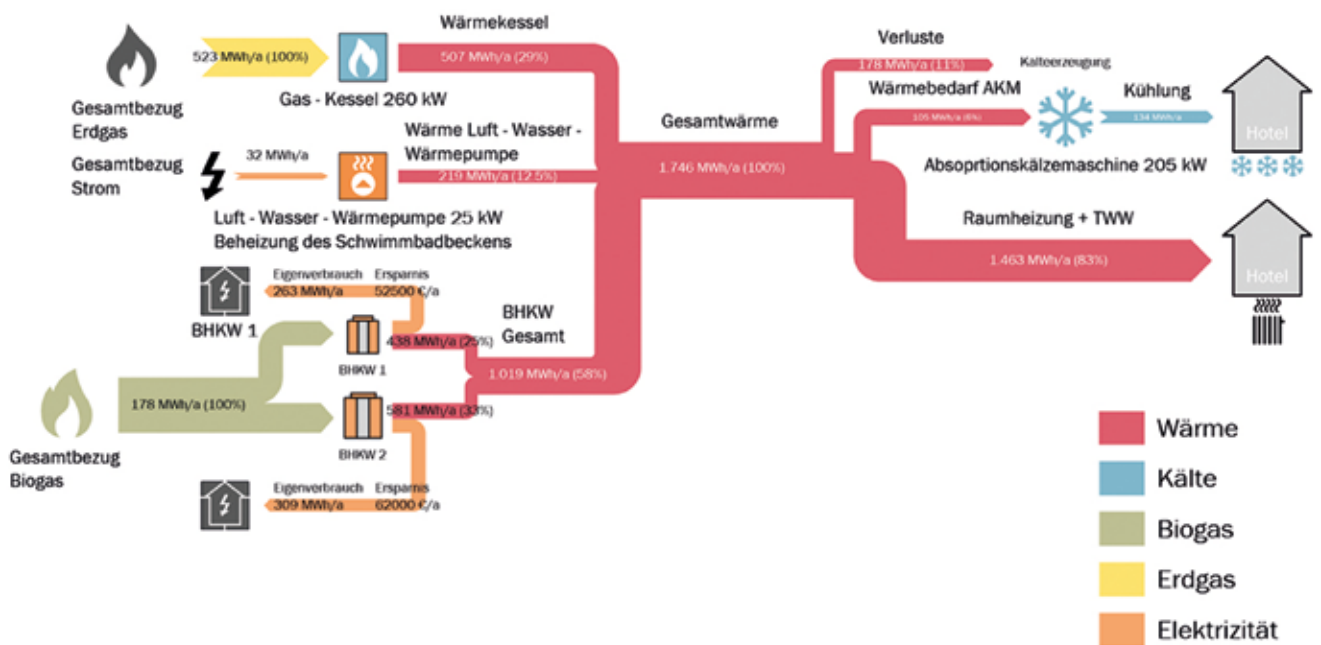 Wärmekessel
523 MWh/a (100%)
507 MWh/a (29%)
Gas - Kessel 260 kW
Gesamtbezug
Erdgas
Gesamtbezug
Strom
32 MWh/a
Wärme Luft - Wasser -
Wärmepumpe
219 MWh/a (12.5%)
Luft - Wasser - Wärmepumpe 25 kW
Beheizung des Schwimmbadbeckens
Gesamtwärme
1.746 MWh/a (100%)
Verluste
178 MWh/a (11%)
Kälteerzeugung
Wärmebedarf AKM
105 MWh/a (6%)
Kühlung
134 MWh/a
Hotel
Absoprtionskälzemaschine 205 kW
Raumheizung + TWW
1.463 MWh/a (83%)
Hotel
Eigenverbrauch Ersparnis
263 MWh/a 52500 €/a
BHKW 1
BHKW
Gesamt
438 MWh/a (25%)
BHKW 1
1.019 MWh/a (58%)
178 MWh/a (100%)
581 MWh/a (33%)
BHKW 2
Gesamtbezug
Biogas
Eigenverbrauch Ersparnis
309 MWh/a 62000 €/a
Wärme
Kälte
Biogas
Erdgas
Elektrizität